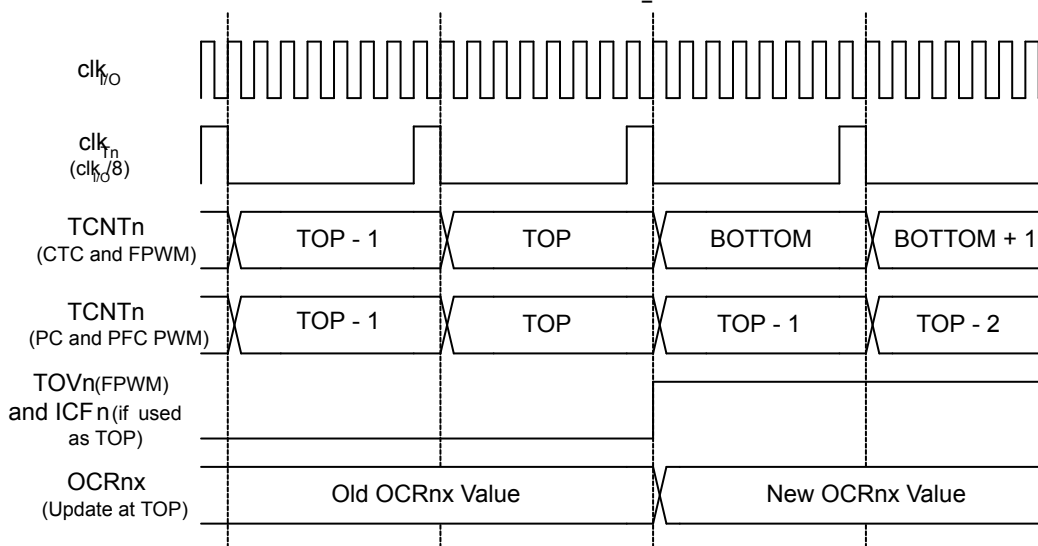 clkI/O
clkTn
(clkI/O/8)
TCNTn
(CTC and FPWM)
TOP - 1
TOP
BOTTOM
BOTTOM + 1
TCNTn
(PC and PFC PWM)
TOP - 1
TOP
TOP - 1
TOP - 2
TOVn(FPWM)
and ICFn(if used
as TOP)
OCRnx
(Update at TOP)
Old OCRnx Value
New OCRnx Value